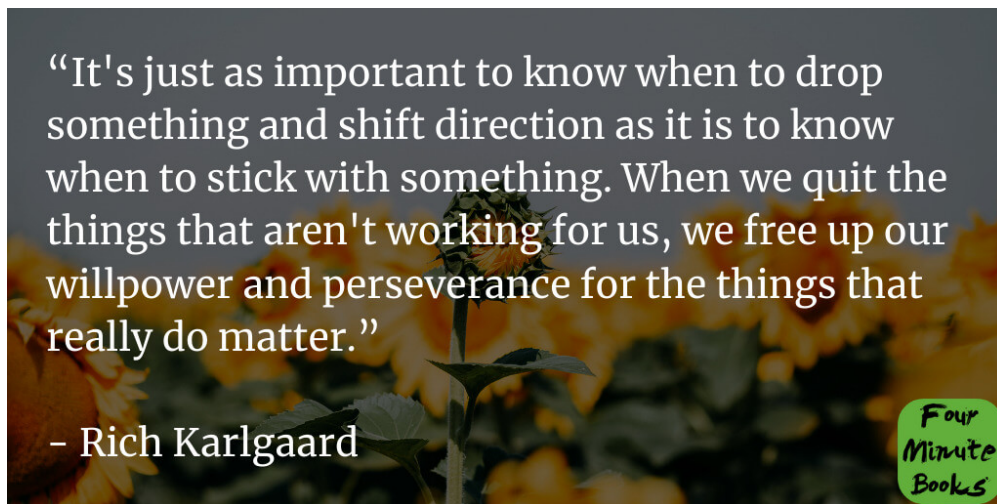 “It's just as important to know when to drop
something and shift direction as it is to know
when to stick with something. When we quit the
things that aren't working for us, we free up our
willpower and perseverance for the things that
really do matter.”
- Rich Karlgaard
Four
Minute
Books